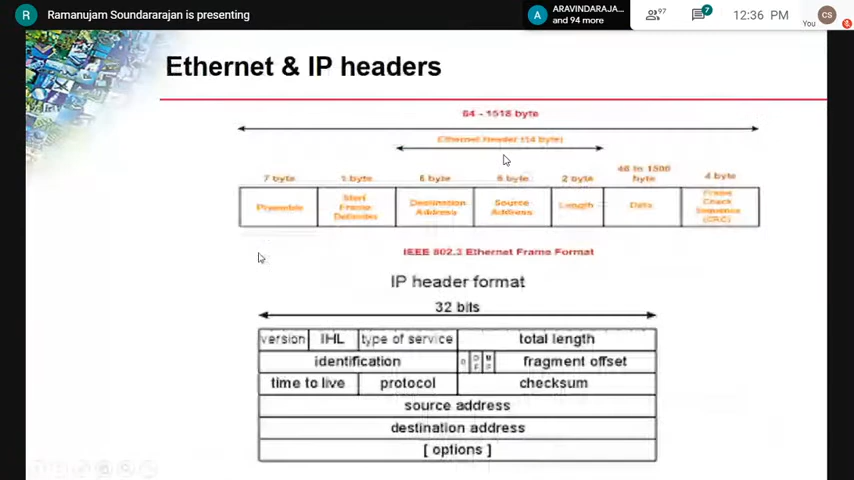 R Ramanujam Soundararajan is presenting
A ARAVINDARAJA...
and 94 more
97
7
12:36 PM
You
CS
Ethernet & IP headers
64 - 1518 byte
Ethernet Header (14 byte)
7 byte 1 byte 6 byte 6 byte 2 byte 46 to 1500 byte 4 byte
Preamble
Start Frame Delimiter
Destination Address
Source Address
Length
Data
Frame Check Sequence (CRC)
IEEE 802.3 Ethernet Frame Format
IP header format
32 bits
version IHL type of service total length
identification 0 DF MF fragment offset
time to live protocol checksum
source address
destination address
[ options ]